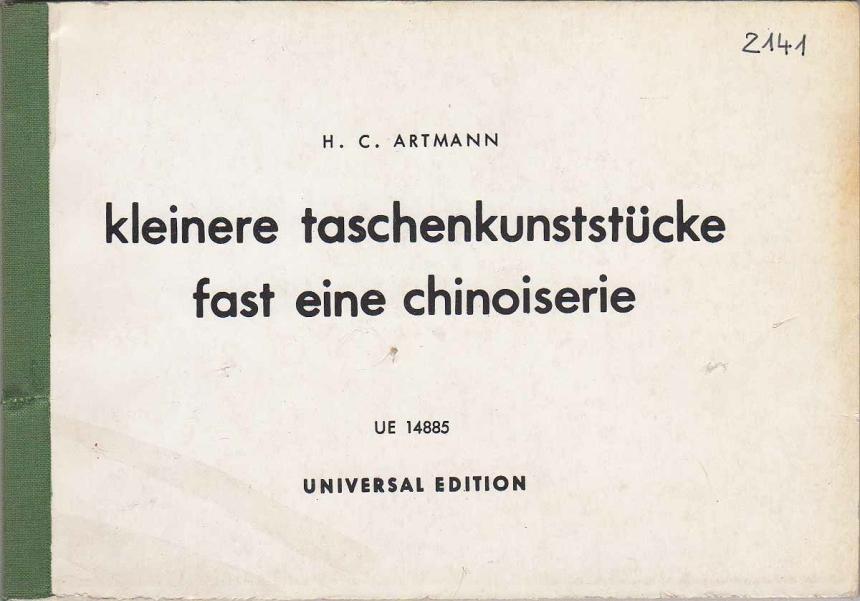 2141
H. C. ARTMANN
kleinere taschenkunststücke
fast eine chinoiserie
UE 14885
UNIVERSAL EDITION